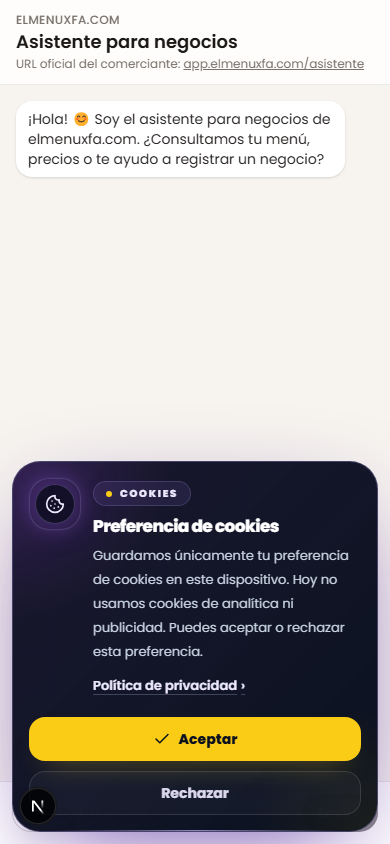 ELMENUXFA.COM
Asistente para negocios
URL oficial del comerciante: app.elmenuxfa.com/asistente
¡Hola! 😊 Soy el asistente para negocios de
elmenuxfa.com. ¿Consultamos tu menú,
precios o te ayudo a registrar un negocio?
COOKIES
Preferencia de cookies
Guardamos únicamente tu preferencia
de cookies en este dispositivo. Hoy no
usamos cookies de analítica ni
publicidad. Puedes aceptar o rechazar
esta preferencia.
Política de privacidad ›
Aceptar
Rechazar
N